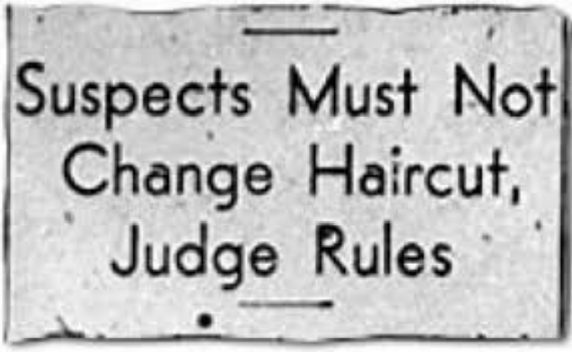 Suspects Must Not
Change Haircut,
Judge Rules